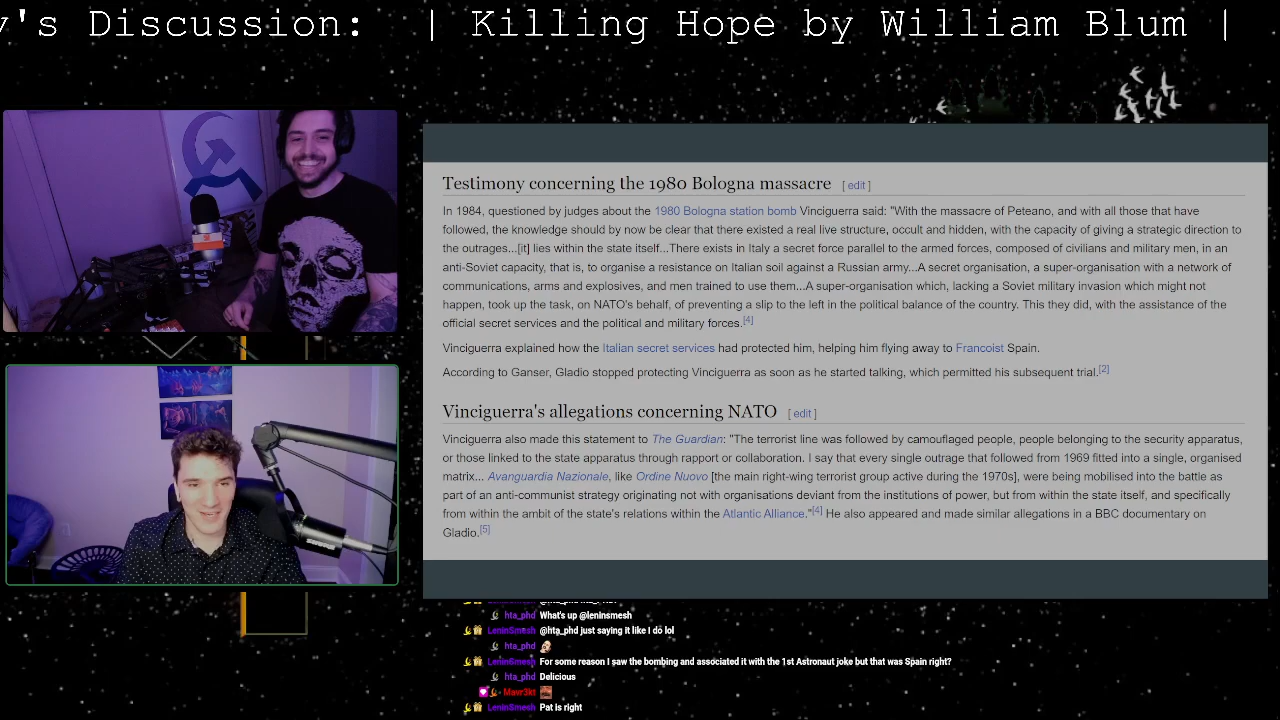 y's Discussion: | Killing Hope by William Blum |
Testimony concerning the 1980 Bologna massacre [ edit ]
In 1984, questioned by judges about the 1980 Bologna station bomb Vinciguerra said: "With the massacre of Peteano, and with all those that have
followed, the knowledge should by now be clear that there existed a real live structure, occult and hidden, with the capacity of giving a strategic direction to
the outrages...[it] lies within the state itself...There exists in Italy a secret force parallel to the armed forces, composed of civilians and military men, in an
anti-Soviet capacity, that is, to organise a resistance on Italian soil against a Russian army...A secret organisation, a super-organisation with a network of
communications, arms and explosives, and men trained to use them...A super-organisation which, lacking a Soviet military invasion which might not
happen, took up the task, on NATO's behalf, of preventing a slip to the left in the political balance of the country. This they did, with the assistance of the
official secret services and the political and military forces.[4]
Vinciguerra explained how the Italian secret services had protected him, helping him flying away to Francoist Spain.
According to Ganser, Gladio stopped protecting Vinciguerra as soon as he started talking, which permitted his subsequent trial.[2]
Vinciguerra's allegations concerning NATO [ edit ]
Vinciguerra also made this statement to The Guardian: "The terrorist line was followed by camouflaged people, people belonging to the security apparatus,
or those linked to the state apparatus through rapport or collaboration. I say that every single outrage that followed from 1969 fitted into a single, organised
matrix... Avanguardia Nazionale, like Ordine Nuovo [the main right-wing terrorist group active during the 1970s], were being mobilised into the battle as
part of an anti-communist strategy originating not with organisations deviant from the institutions of power, but from within the state itself, and specifically
from within the ambit of the state's relations within the Atlantic Alliance."[4] He also appeared and made similar allegations in a BBC documentary on
Gladio.[5]
hta_phd What's up @leninsmesh
LeninSmesh @hta_phd just saying it like I do lol
hta_phd
LeninSmesh For some reason I saw the bombing and associated it with the 1st Astronaut joke but that was Spain right?
hta_phd Delicious
Mavr3kt
LeninSmesh Pat is right